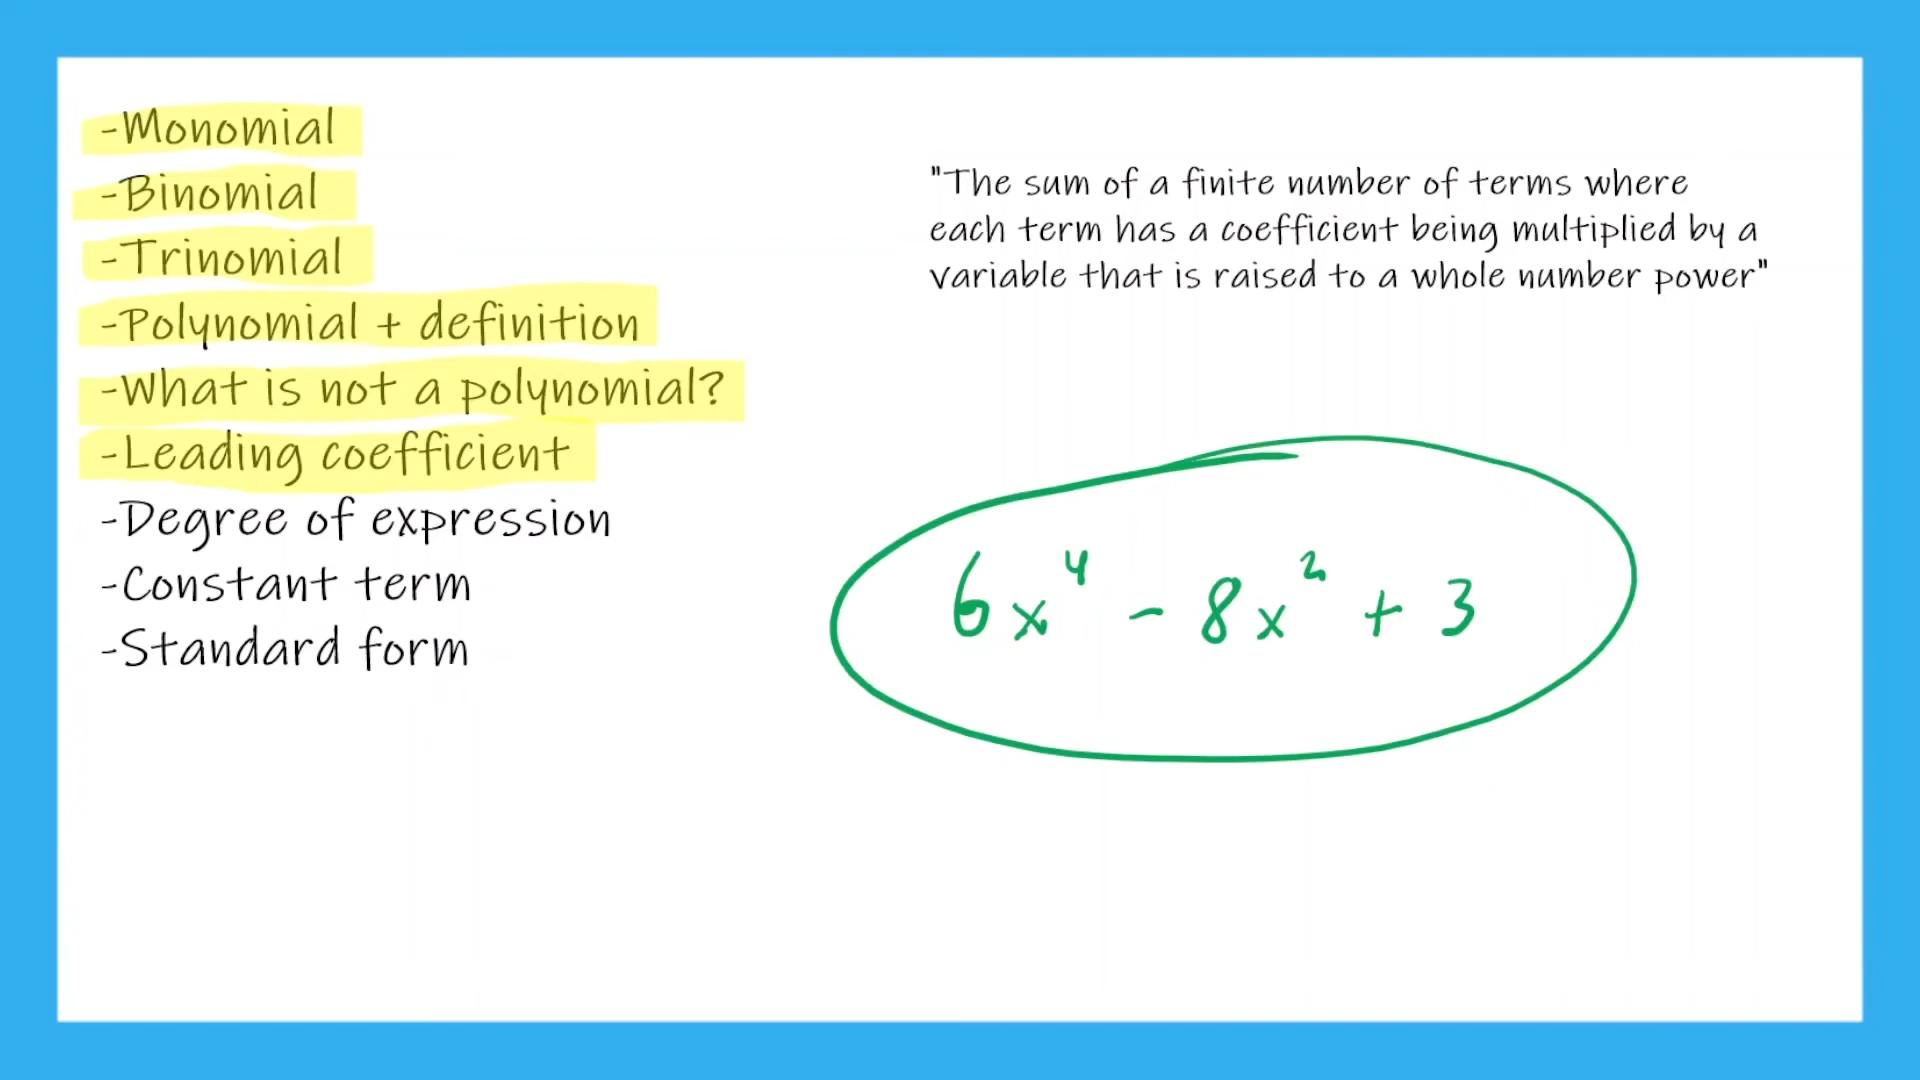 -Monomial
-Binomial
-Trinomial
-Polynomial + definition
-What is not a polynomial?
-Leading coefficient
-Degree of expression
-Constant term
-Standard form
"The sum of a finite number of terms where
each term has a coefficient being multiplied by a
variable that is raised to a whole number power"
6x⁴ - 8x² + 3